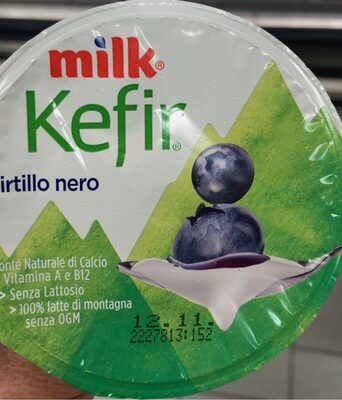 milk®
Kefir®
irtillo nero
onte Naturale di Calcio
Vitamina A e B12
> Senza Lattosio
> 100% latte di montagna
senza OGM
12.11.
2227813:152